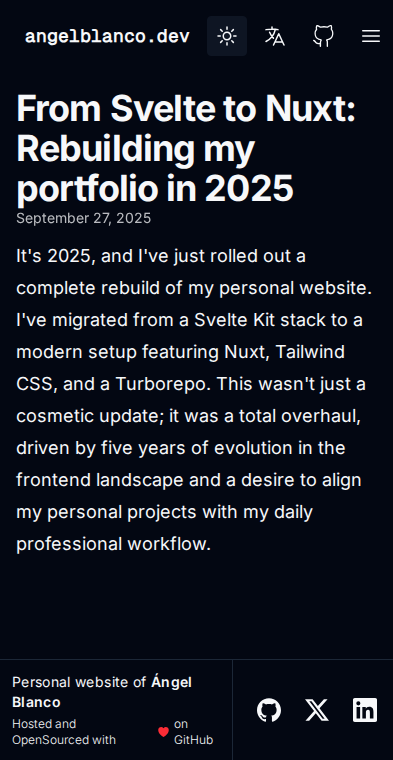 angelblanco.dev
From Svelte to Nuxt:
Rebuilding my
portfolio in 2025
September 27, 2025
It's 2025, and I've just rolled out a
complete rebuild of my personal website.
I've migrated from a Svelte Kit stack to a
modern setup featuring Nuxt, Tailwind
CSS, and a Turborepo. This wasn't just a
cosmetic update; it was a total overhaul,
driven by five years of evolution in the
frontend landscape and a desire to align
my personal projects with my daily
professional workflow.
Personal website of Ángel
Blanco
Hosted and
OpenSourced with
on
GitHub